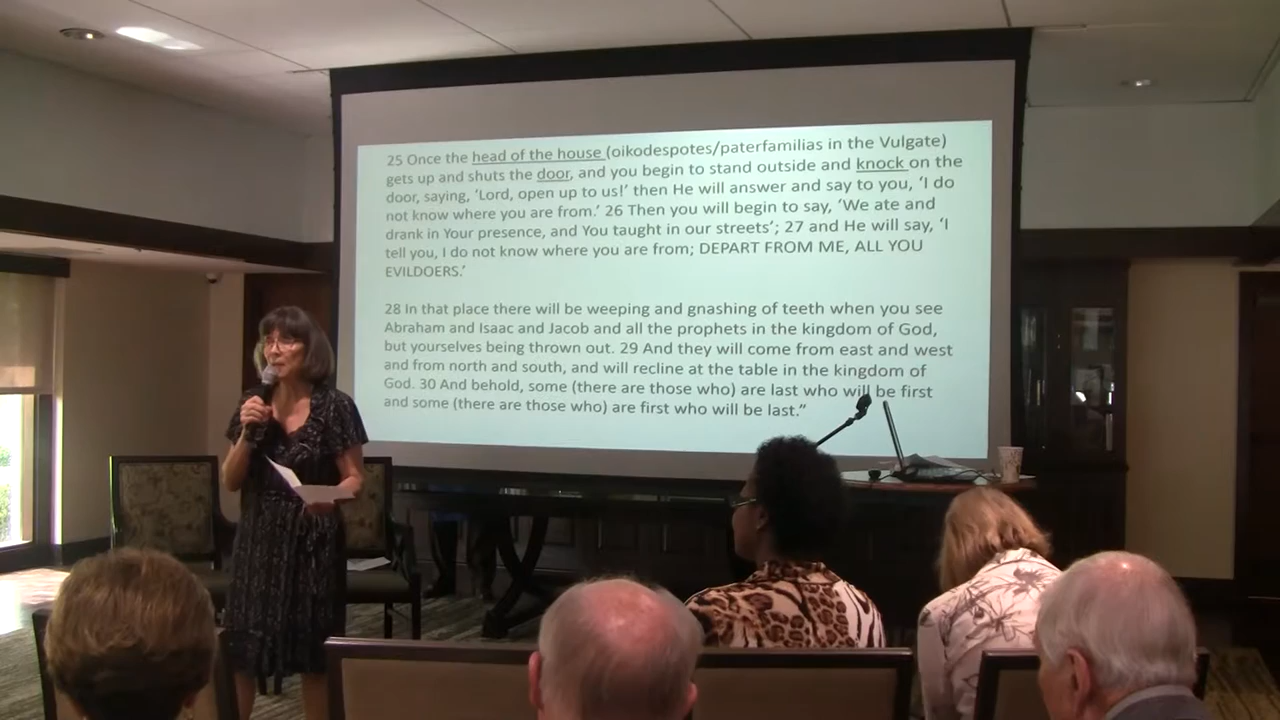 25 Once the head of the house (oikodespotes/paterfamilias in the Vulgate)
gets up and shuts the door, and you begin to stand outside and knock on the
door, saying, ‘Lord, open up to us!’ then He will answer and say to you, ‘I do
not know where you are from.’ 26 Then you will begin to say, ‘We ate and
drank in Your presence, and You taught in our streets’; 27 and He will say, ‘I
tell you, I do not know where you are from; DEPART FROM ME, ALL YOU
EVILDOERS.’
28 In that place there will be weeping and gnashing of teeth when you see
Abraham and Isaac and Jacob and all the prophets in the kingdom of God,
but yourselves being thrown out. 29 And they will come from east and west
and from north and south, and will recline at the table in the kingdom of
God. 30 And behold, some (there are those who) are last who will be first
and some (there are those who) are first who will be last.”